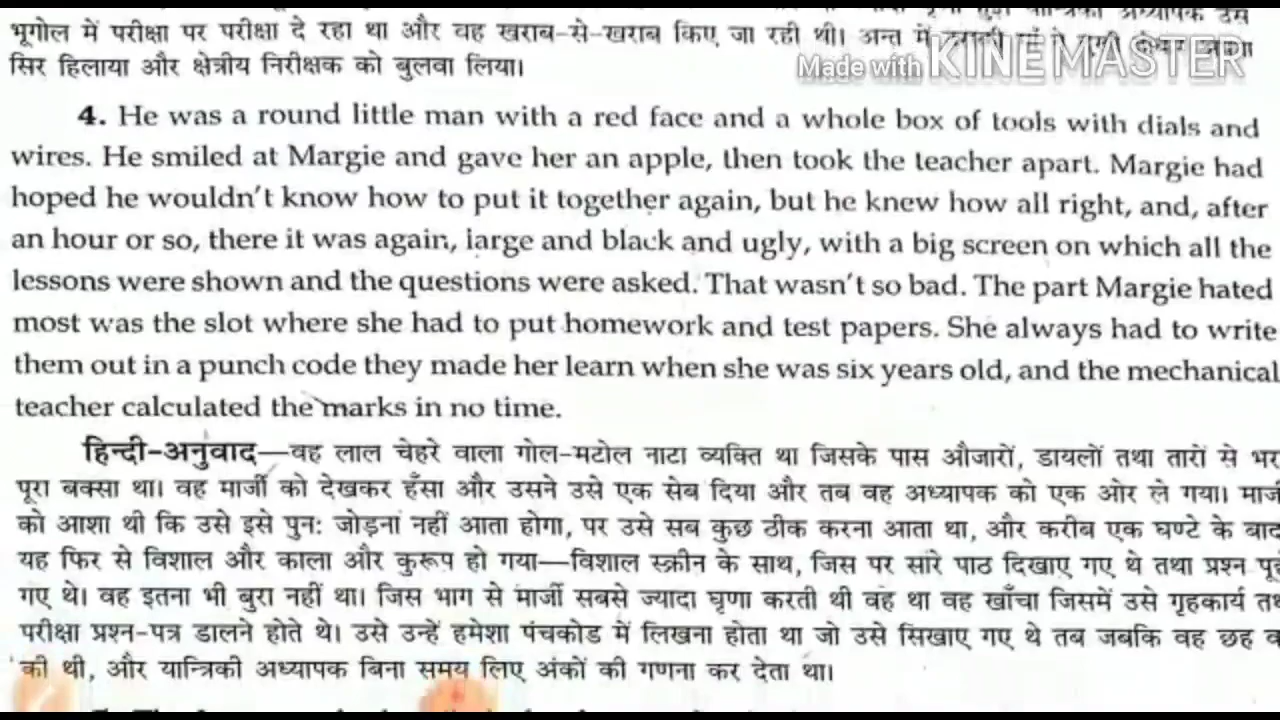 भूगोल में परीक्षा पर परीक्षा दे रहा था और वह खराब-से-खराब किए जा रही थी। अन्त में
सिर हिलाया और क्षेत्रीय निरीक्षक को बुलवा लिया।
Made with KINEMASTER
4. He was a round little man with a red face and a whole box of tools with dials and
wires. He smiled at Margie and gave her an apple, then took the teacher apart. Margie had
hoped he wouldn't know how to put it together again, but he knew how all right, and, after
an hour or so, there it was again, large and black and ugly, with a big screen on which all the
lessons were shown and the questions were asked. That wasn't so bad. The part Margie hated
most was the slot where she had to put homework and test papers. She always had to write
them out in a punch code they made her learn when she was six years old, and the mechanical
teacher calculated the marks in no time.
हिन्दी-अनुवाद—वह लाल चेहरे वाला गोल-मटोल नाटा व्यक्ति था जिसके पास औजारों, डायलों तथा तारों से भर
पूरा बक्सा था। वह मार्जी को देखकर हँसा और उसने उसे एक सेब दिया और तब वह अध्यापक को एक ओर ले गया। मार्जी
को आशा थी कि उसे इसे पुन: जोड़ना नहीं आता होगा, पर उसे सब कुछ ठीक करना आता था, और करीब एक घण्टे के बाद
यह फिर से विशाल और काला और कुरूप हो गया—विशाल स्क्रीन के साथ, जिस पर सारे पाठ दिखाए गए थे तथा प्रश्न
गए थे। वह इतना भी बुरा नहीं था। जिस भाग से मार्जी सबसे ज्यादा घृणा करती थी वह था वह खाँचा जिसमें उसे गृहकार्य
परीक्षा प्रश्न-पत्र डालने होते थे। उसे उन्हें हमेशा पंचकोड में लिखना होता था जो उसे सिखाए गए थे तब जबकि वह छह
की थी, और यान्त्रिकी अध्यापक बिना समय लिए अंकों की गणना कर देता था।